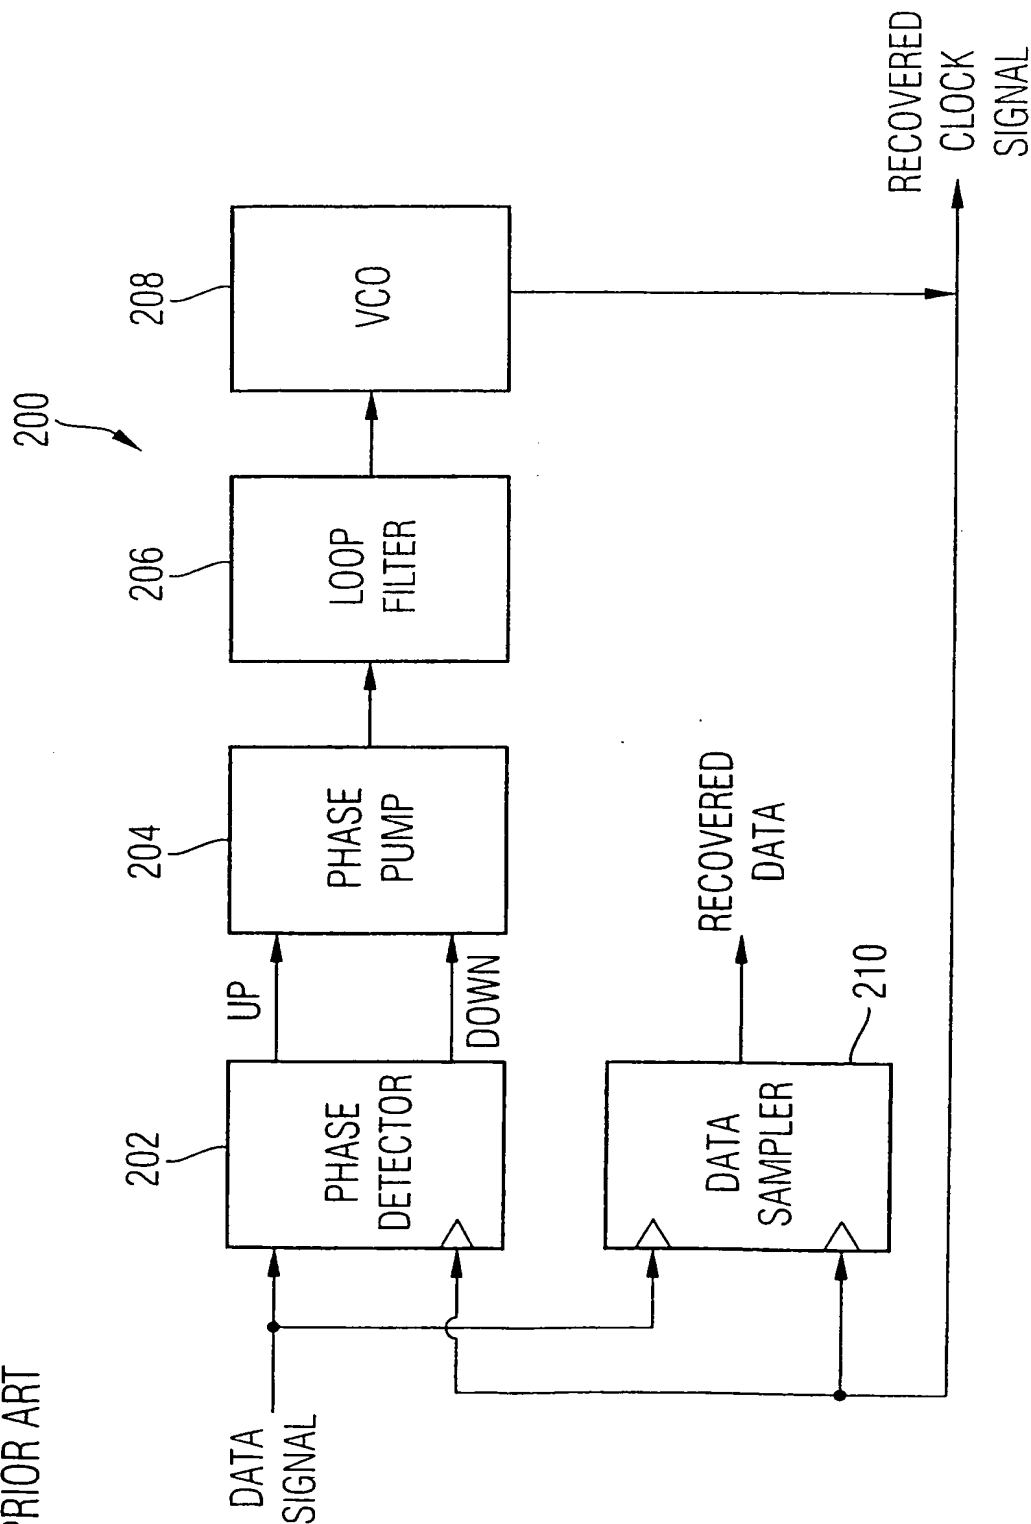 PRIOR ART
200
202
204
206
208
DATA
SIGNAL
PHASE
DETECTOR
UP
DOWN
PHASE
PUMP
LOOP
FILTER
VCO
DATA
SAMPLER
210
RECOVERED
DATA
RECOVERED
CLOCK
SIGNAL